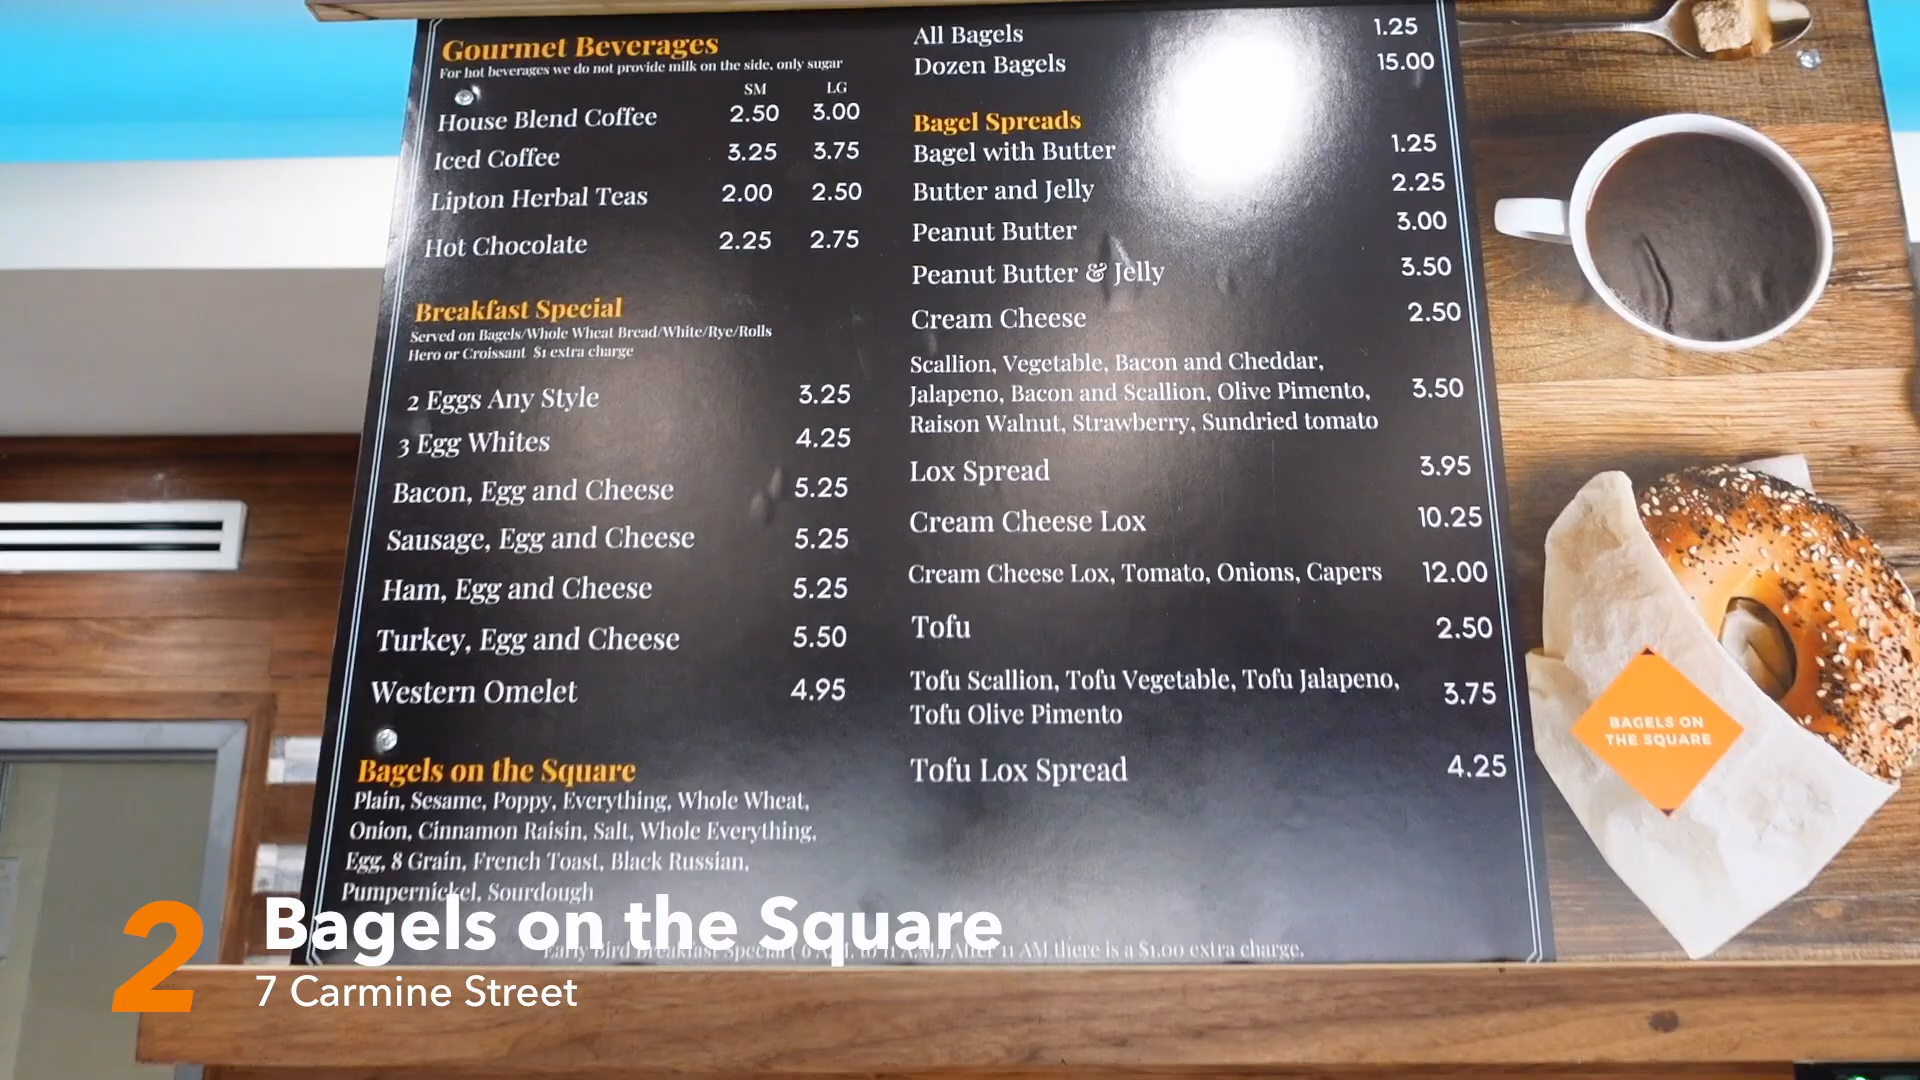 Gourmet Beverages
For hot beverages we do not provide milk on the side, only sugar
SM LG
House Blend Coffee 2.50 3.00
Iced Coffee 3.25 3.75
Lipton Herbal Teas 2.00 2.50
Hot Chocolate 2.25 2.75
Breakfast Special
Served on Bagels/Whole Wheat Bread/White/Rye/Rolls
Hero or Croissant $1 extra charge
2 Eggs Any Style 3.25
3 Egg Whites 4.25
Bacon, Egg and Cheese 5.25
Sausage, Egg and Cheese 5.25
Ham, Egg and Cheese 5.25
Turkey, Egg and Cheese 5.50
Western Omelet 4.95
Bagels on the Square
Plain, Sesame, Poppy, Everything, Whole Wheat,
Onion, Cinnamon Raisin, Salt, Whole Everything,
Egg, 8 Grain, French Toast, Black Russian,
Pumpernickel, Sourdough
All Bagels 1.25
Dozen Bagels 15.00
Bagel Spreads
Bagel with Butter 1.25
Butter and Jelly 2.25
Peanut Butter 3.00
Peanut Butter & Jelly 3.50
Cream Cheese 2.50
Scallion, Vegetable, Bacon and Cheddar,
Jalapeno, Bacon and Scallion, Olive Pimento, 3.50
Raison Walnut, Strawberry, Sundried tomato
Lox Spread 3.95
Cream Cheese Lox 10.25
Cream Cheese Lox, Tomato, Onions, Capers 12.00
Tofu 2.50
Tofu Scallion, Tofu Vegetable, Tofu Jalapeno, 3.75
Tofu Olive Pimento
Tofu Lox Spread 4.25
Early Bird Breakfast Special ( 6 A.M. to 11 A.M.) After 11 AM there is a $1.00 extra charge.
BAGELS ON
THE SQUARE
2 Bagels on the Square
7 Carmine Street